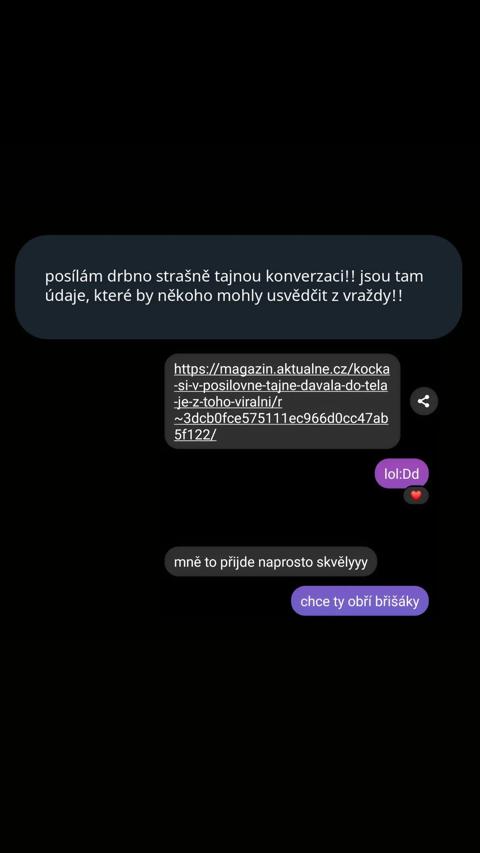 posílám drbno strašně tajnou konverzaci!! jsou tam
údaje, které by někoho mohly usvědčit z vraždy!!
https://magazin.aktualne.cz/kocka
-si-v-posilovne-tajne-davala-do-tela
-je-z-toho-viralni/r
~3dcb0fce575111ec966d0cc47ab
5f122/
lol:Dd
mně to přijde naprosto skvělyyy
chce ty obří břišáky